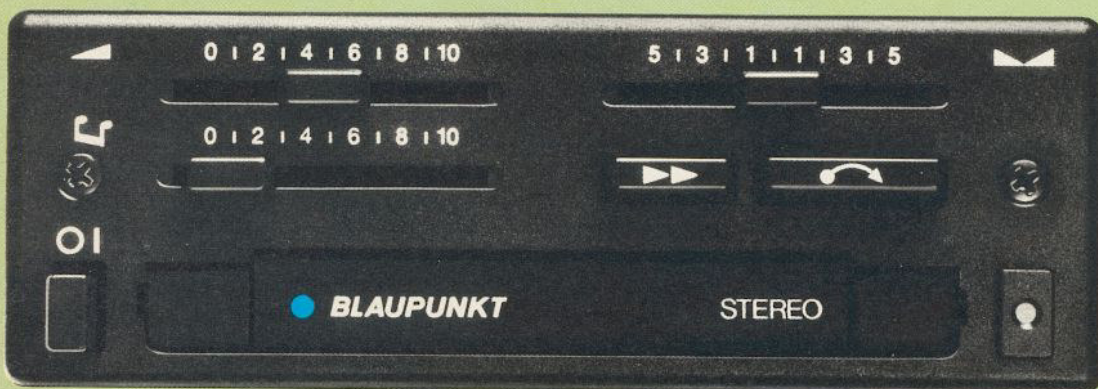 0 ı 2 ı 4 ı 6 ı 8 ı 10
5 ı 3 ı 1 ı 1 ı 3 ı 5
0 ı 2 ı 4 ı 6 ı 8 ı 10
OI
BLAUPUNKT
STEREO